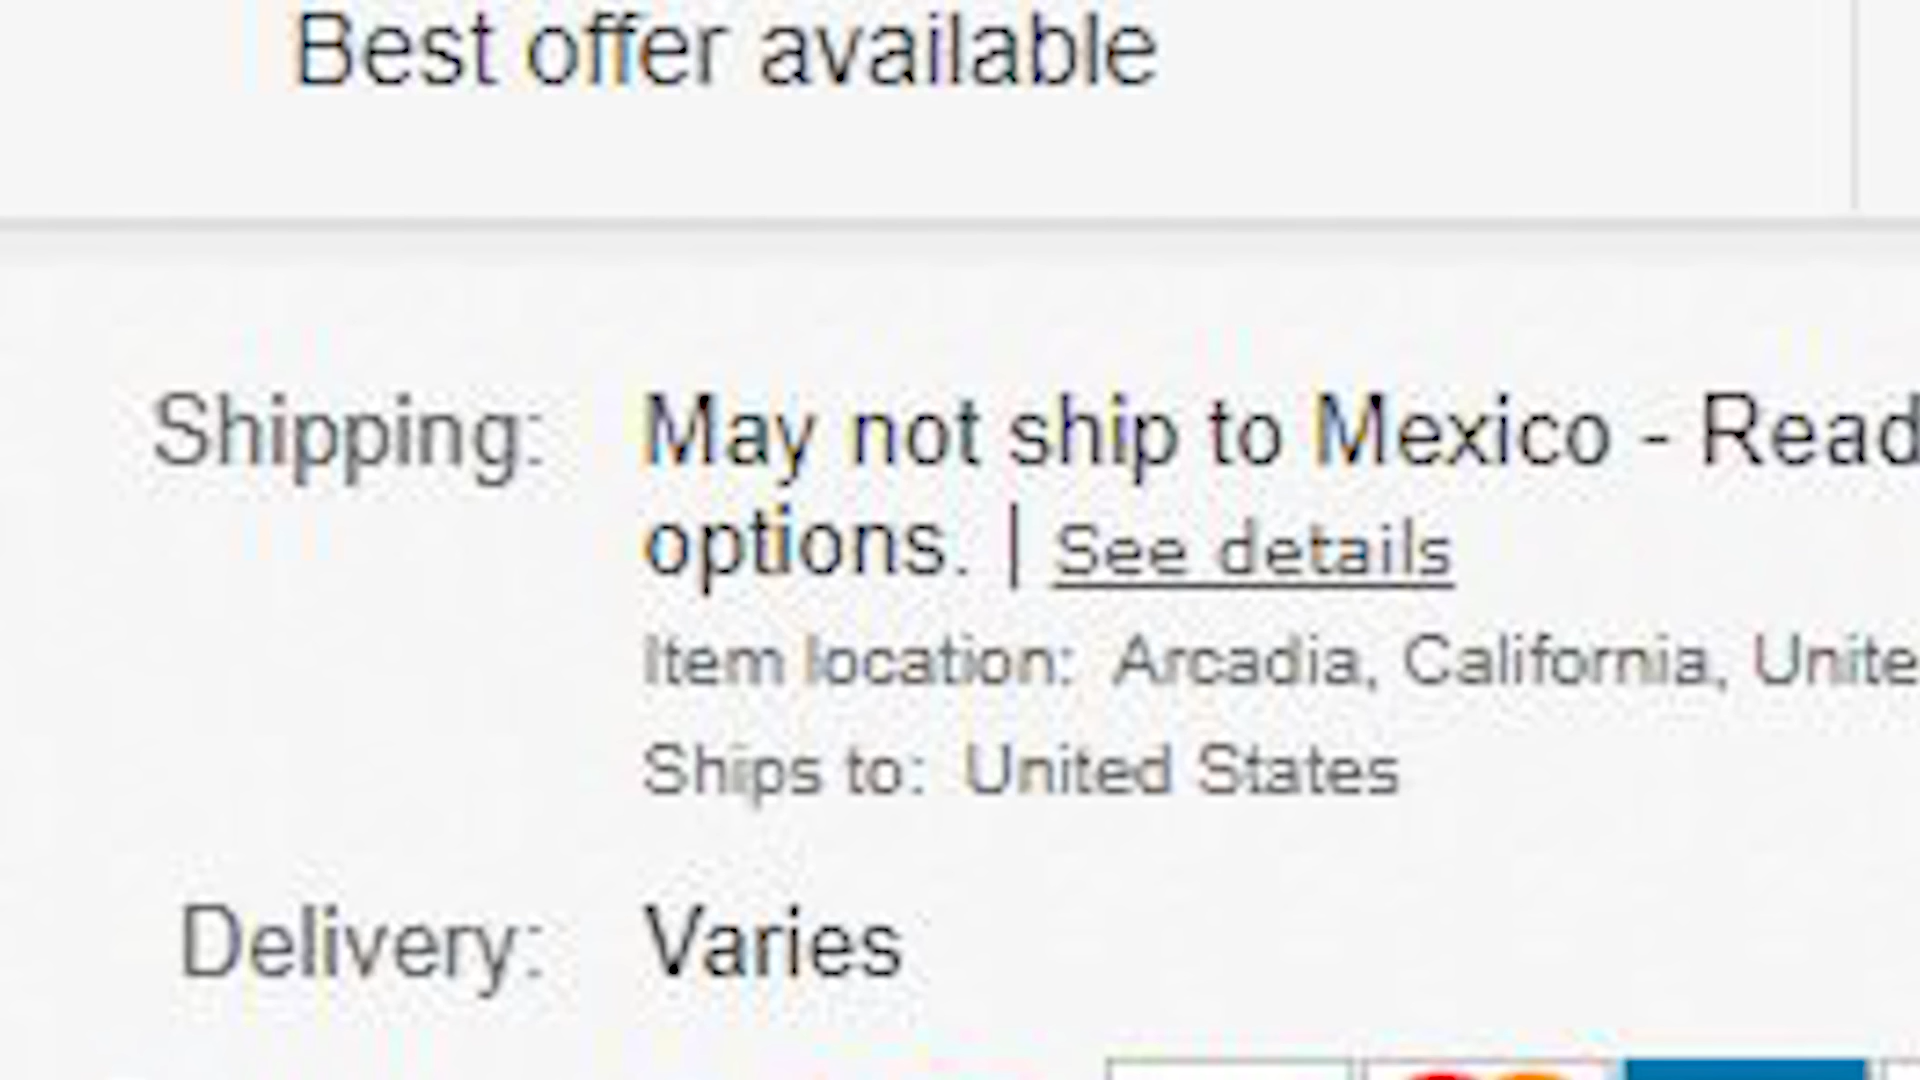 Best offer available
Shipping: May not ship to Mexico - Read
options. | See details
Item location: Arcadia, California, Unite
Ships to: United States
Delivery: Varies